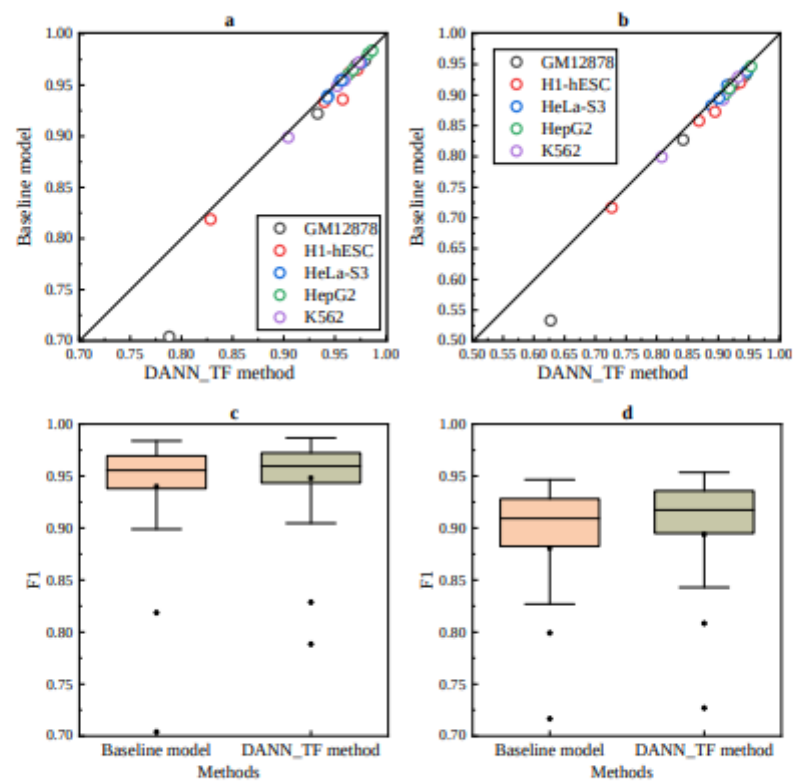 a
1.00
0.95
0.90
0.85
0.80
0.75
0.70
Baseline model
GM12878
H1-hESC
HeLa-S3
HepG2
K562
0.70 0.80 0.85 0.90 0.95 1.00
DANN_TF method
b
1.00
0.95
0.90
0.85
0.80
0.75
0.70
0.65
0.60
0.55
0.50
Baseline model
GM12878
H1-hESC
HeLa-S3
HepG2
K562
0.50 0.55 0.60 0.65 0.70 0.75 0.80 0.85 0.90 0.95 1.00
DANN_TF method
c
1.00
0.95
0.90
0.85
0.80
0.75
0.70
F1
Baseline model DANN_TF method
Methods
d
1.00
0.95
0.90
0.85
0.80
0.75
0.70
F1
Baseline model DANN_TF method
Methods